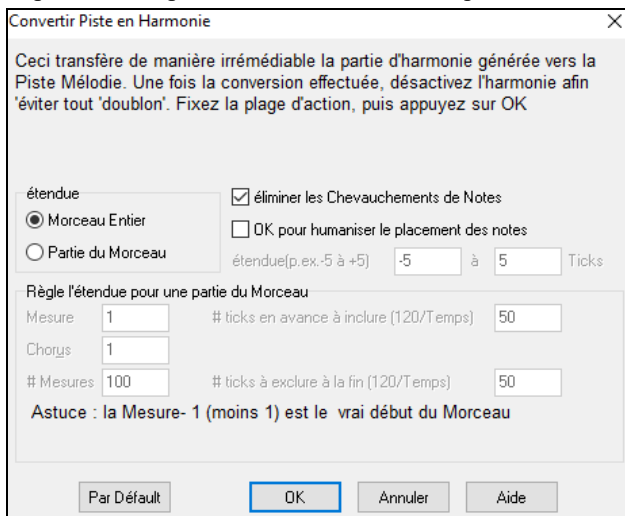 Convertir Piste en Harmonie
Ceci transfère de manière irrémédiable la partie d'harmonie générée vers la
Piste Mélodie. Une fois la conversion effectuée, désactivez l'harmonie afin
'éviter tout 'doublon'. Fixez la plage d'action, puis appuyez sur OK
étendue
Morceau Entier
Partie du Morceau
éliminer les Chevauchements de Notes
OK pour humaniser le placement des notes
étendue(p.ex.-5 à +5) -5 à 5 Ticks
Règle l'étendue pour une partie du Morceau
Mesure 1 # ticks en avance à inclure (120/Temps) 50
Chorus 1
# Mesures 100 # ticks à exclure à la fin (120/Temps) 50
Astuce : la Mesure- 1 (moins 1) est le vrai début du Morceau
Par Défault OK Annuler Aide